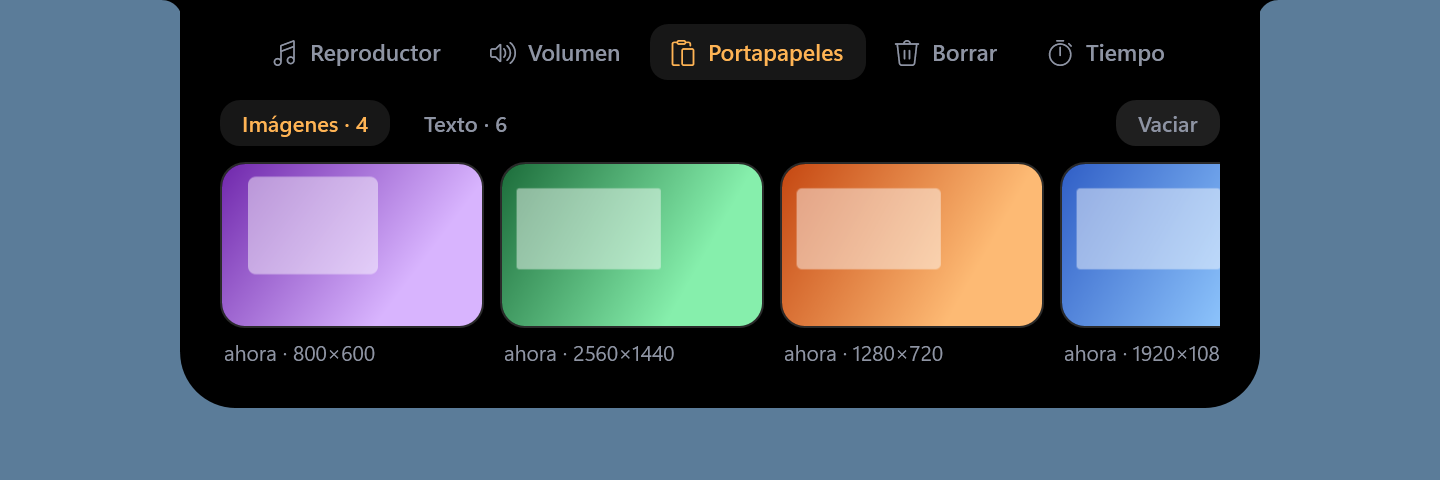 Reproductor Volumen Portapapeles Borrar Tiempo
Imágenes · 4 Texto · 6 Vaciar
ahora · 800×600 ahora · 2560×1440 ahora · 1280×720 ahora · 1920×108